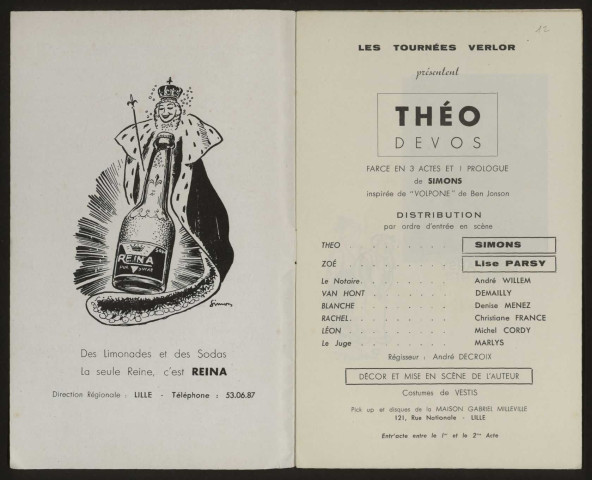 REINA
Simon
Des Limonades et des Sodas
La seule Reine, c'est REINA
Direction Régionale : LILLE - Téléphone : 53.06.87
12
LES TOURNÉES VERLOR
présentent
THÉO
DEVOS
FARCE EN 3 ACTES ET 1 PROLOGUE
de SIMONS
inspirée de "VOLPONE" de Ben Jonson
DISTRIBUTION
par ordre d'entrée en scène
THEO . . . . . . . SIMONS
ZOÉ . . . . . . . Lise PARSY
Le Notaire. . . . . . . André WILLEM
VAN HONT . . . . . . . DEMAILLY
BLANCHE . . . . . . . Denise MENEZ
RACHEL. . . . . . . Christiane FRANCE
LÉON . . . . . . . Michel CORDY
Le Juge . . . . . . . MARLYS
Régisseur : André DECROIX
DÉCOR ET MISE EN SCÈNE DE L'AUTEUR
Costumes de VESTIS
Pick up et disques de la MAISON GABRIEL MILLEVILLE
121, Rue Nationale - LILLE
Entr'acte entre le 1er et le 2me Acte